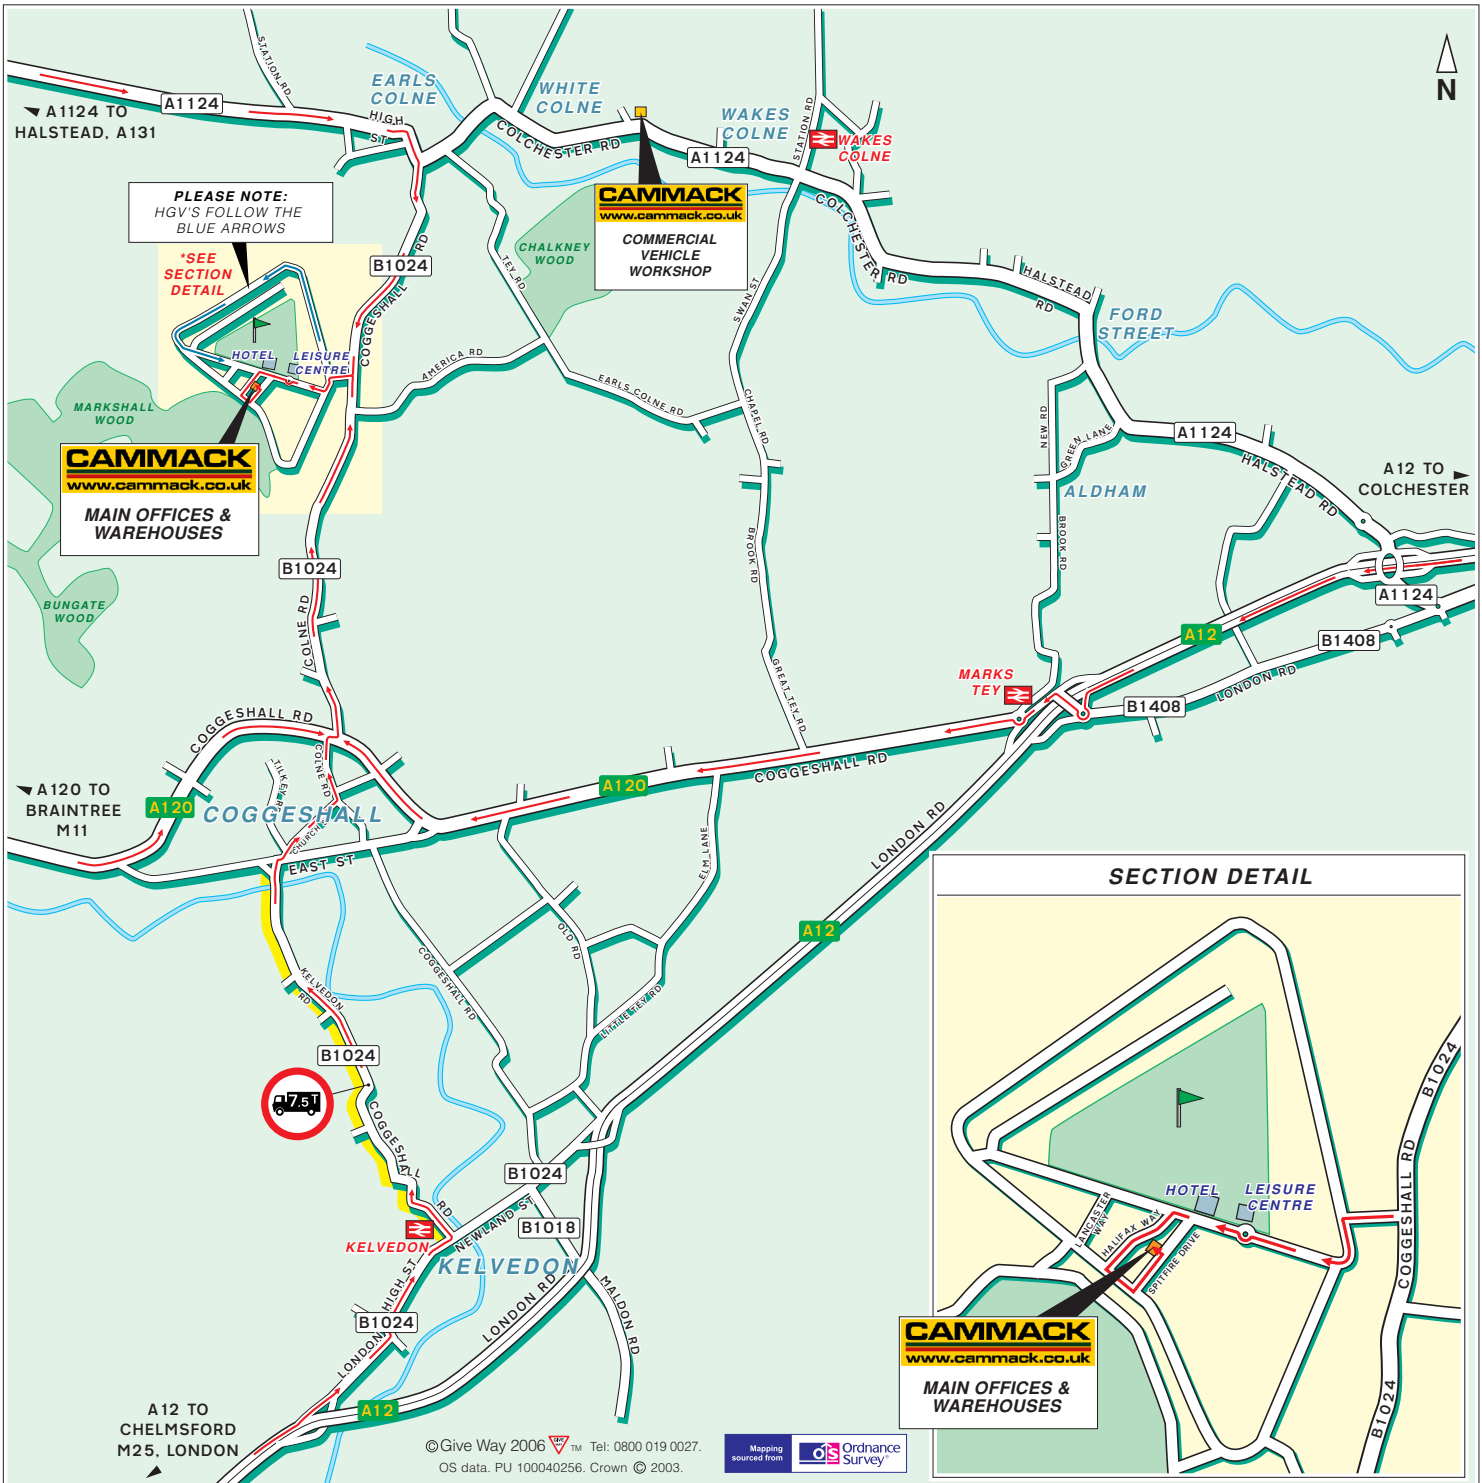 STATION RD
EARLS
COLNE
WHITE
COLNE
WAKES
COLNE
STATION RD
WAKES
COLNE
N
A1124
A1124 TO
HALSTEAD, A131
HIGH
ST
COLCHESTER RD
A1124
COLCHESTER RD
PLEASE NOTE:
HGV'S FOLLOW THE
BLUE ARROWS
*SEE
SECTION
DETAIL
B1024
COGGESHALL RD
HOTEL
LEISURE
CENTRE
CAMMACK
www.cammack.co.uk
COMMERCIAL
VEHICLE
WORKSHOP
CHALKNEY
WOOD
TEY RD
SWAN ST
HALSTEAD
RD
FORD
STREET
AMERICA RD
EARLS COLNE RD
CHAPEL RD
NEW RD
GREEN LANE
A1124
HALSTEAD RD
A12 TO
COLCHESTER
ALDHAM
MARKSHALL
WOOD
CAMMACK
www.cammack.co.uk
MAIN OFFICES &
WAREHOUSES
BROOK RD
BROOK RD
B1024
BUNGATE
WOOD
COLNE RD
A1124
A12
B1408
LONDON RD
B1408
MARKS
TEY
GREAT TEY RD
COGGESHALL RD
COLNE RD
TILKEY R
COGGESHALL RD
A120
A120 TO
BRAINTREE
M11
A120
COGGESHALL
CHURCH S
EAST ST
ELM LANE
LONDON RD
A12
OLD RD
COGGESHALL RD
LITTLE TEY RD
KELVEDON
RD
B1024
7.5T
COGGESHALL
RD
B1024
B1018
NEWLAND ST
KELVEDON
KELVEDON
HIGH ST
LONDON
B1024
LONDON RD
MALDON RD
A12
A12 TO
CHELMSFORD
M25, LONDON
©Give Way 2006 GIVE WAY TM Tel: 0800 019 0027.
OS data. PU 100040256. Crown © 2003.
Mapping
sourced from
OS Ordnance
Survey®
SECTION DETAIL
B1024
COGGESHALL RD
HOTEL
LEISURE
CENTRE
LANCASTER
WAY
HALIFAX WAY
SPITFIRE DRIVE
CAMMACK
www.cammack.co.uk
MAIN OFFICES &
WAREHOUSES
B1024